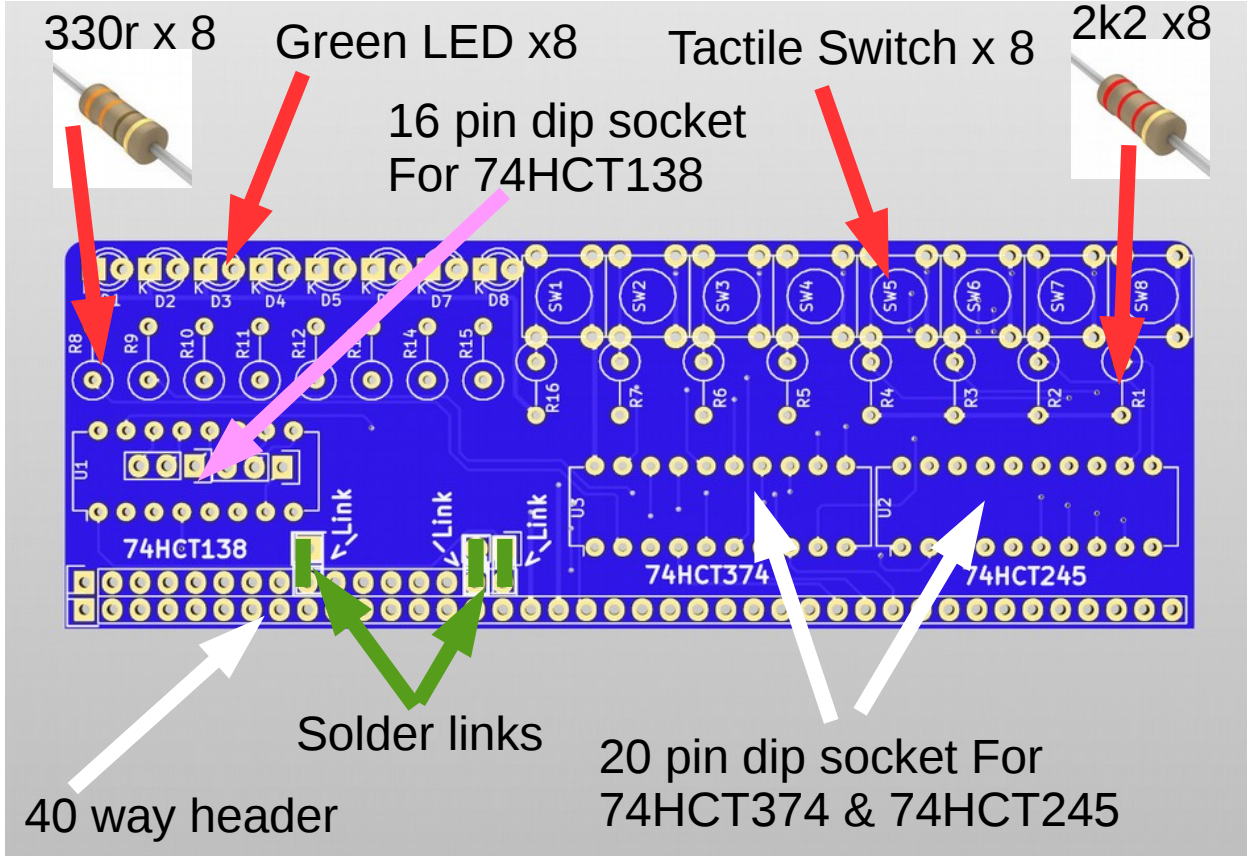 330r x 8
Green LED x8
Tactile Switch x 8
2k2 x8
16 pin dip socket
For 74HCT138
K K K K K K K
D2 D3 D4 D5 D7 D8
SW1 SW2 SW3 SW4 SW5 SW6 SW7 SW8
R8 R9 R10 R11 R12 R14 R15
R16 R7 R6 R5 R4 R3 R2 R1
U1
U3
U2
Link
Link
Link
74HCT138
74HCT374
74HCT245
Solder links
20 pin dip socket For
74HCT374 & 74HCT245
40 way header